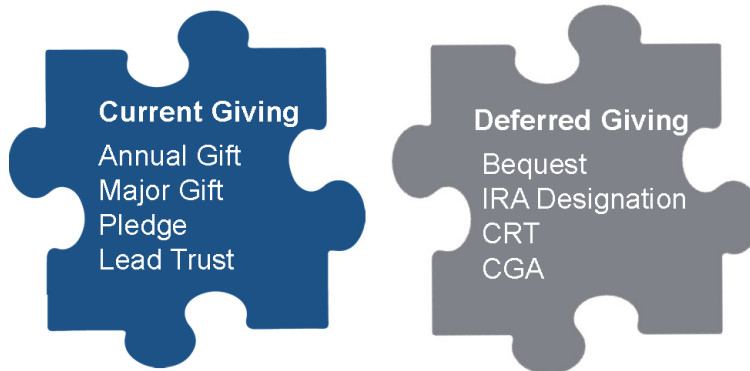 Current Giving
Annual Gift
Major Gift
Pledge
Lead Trust
Deferred Giving
Bequest
IRA Designation
CRT
CGA